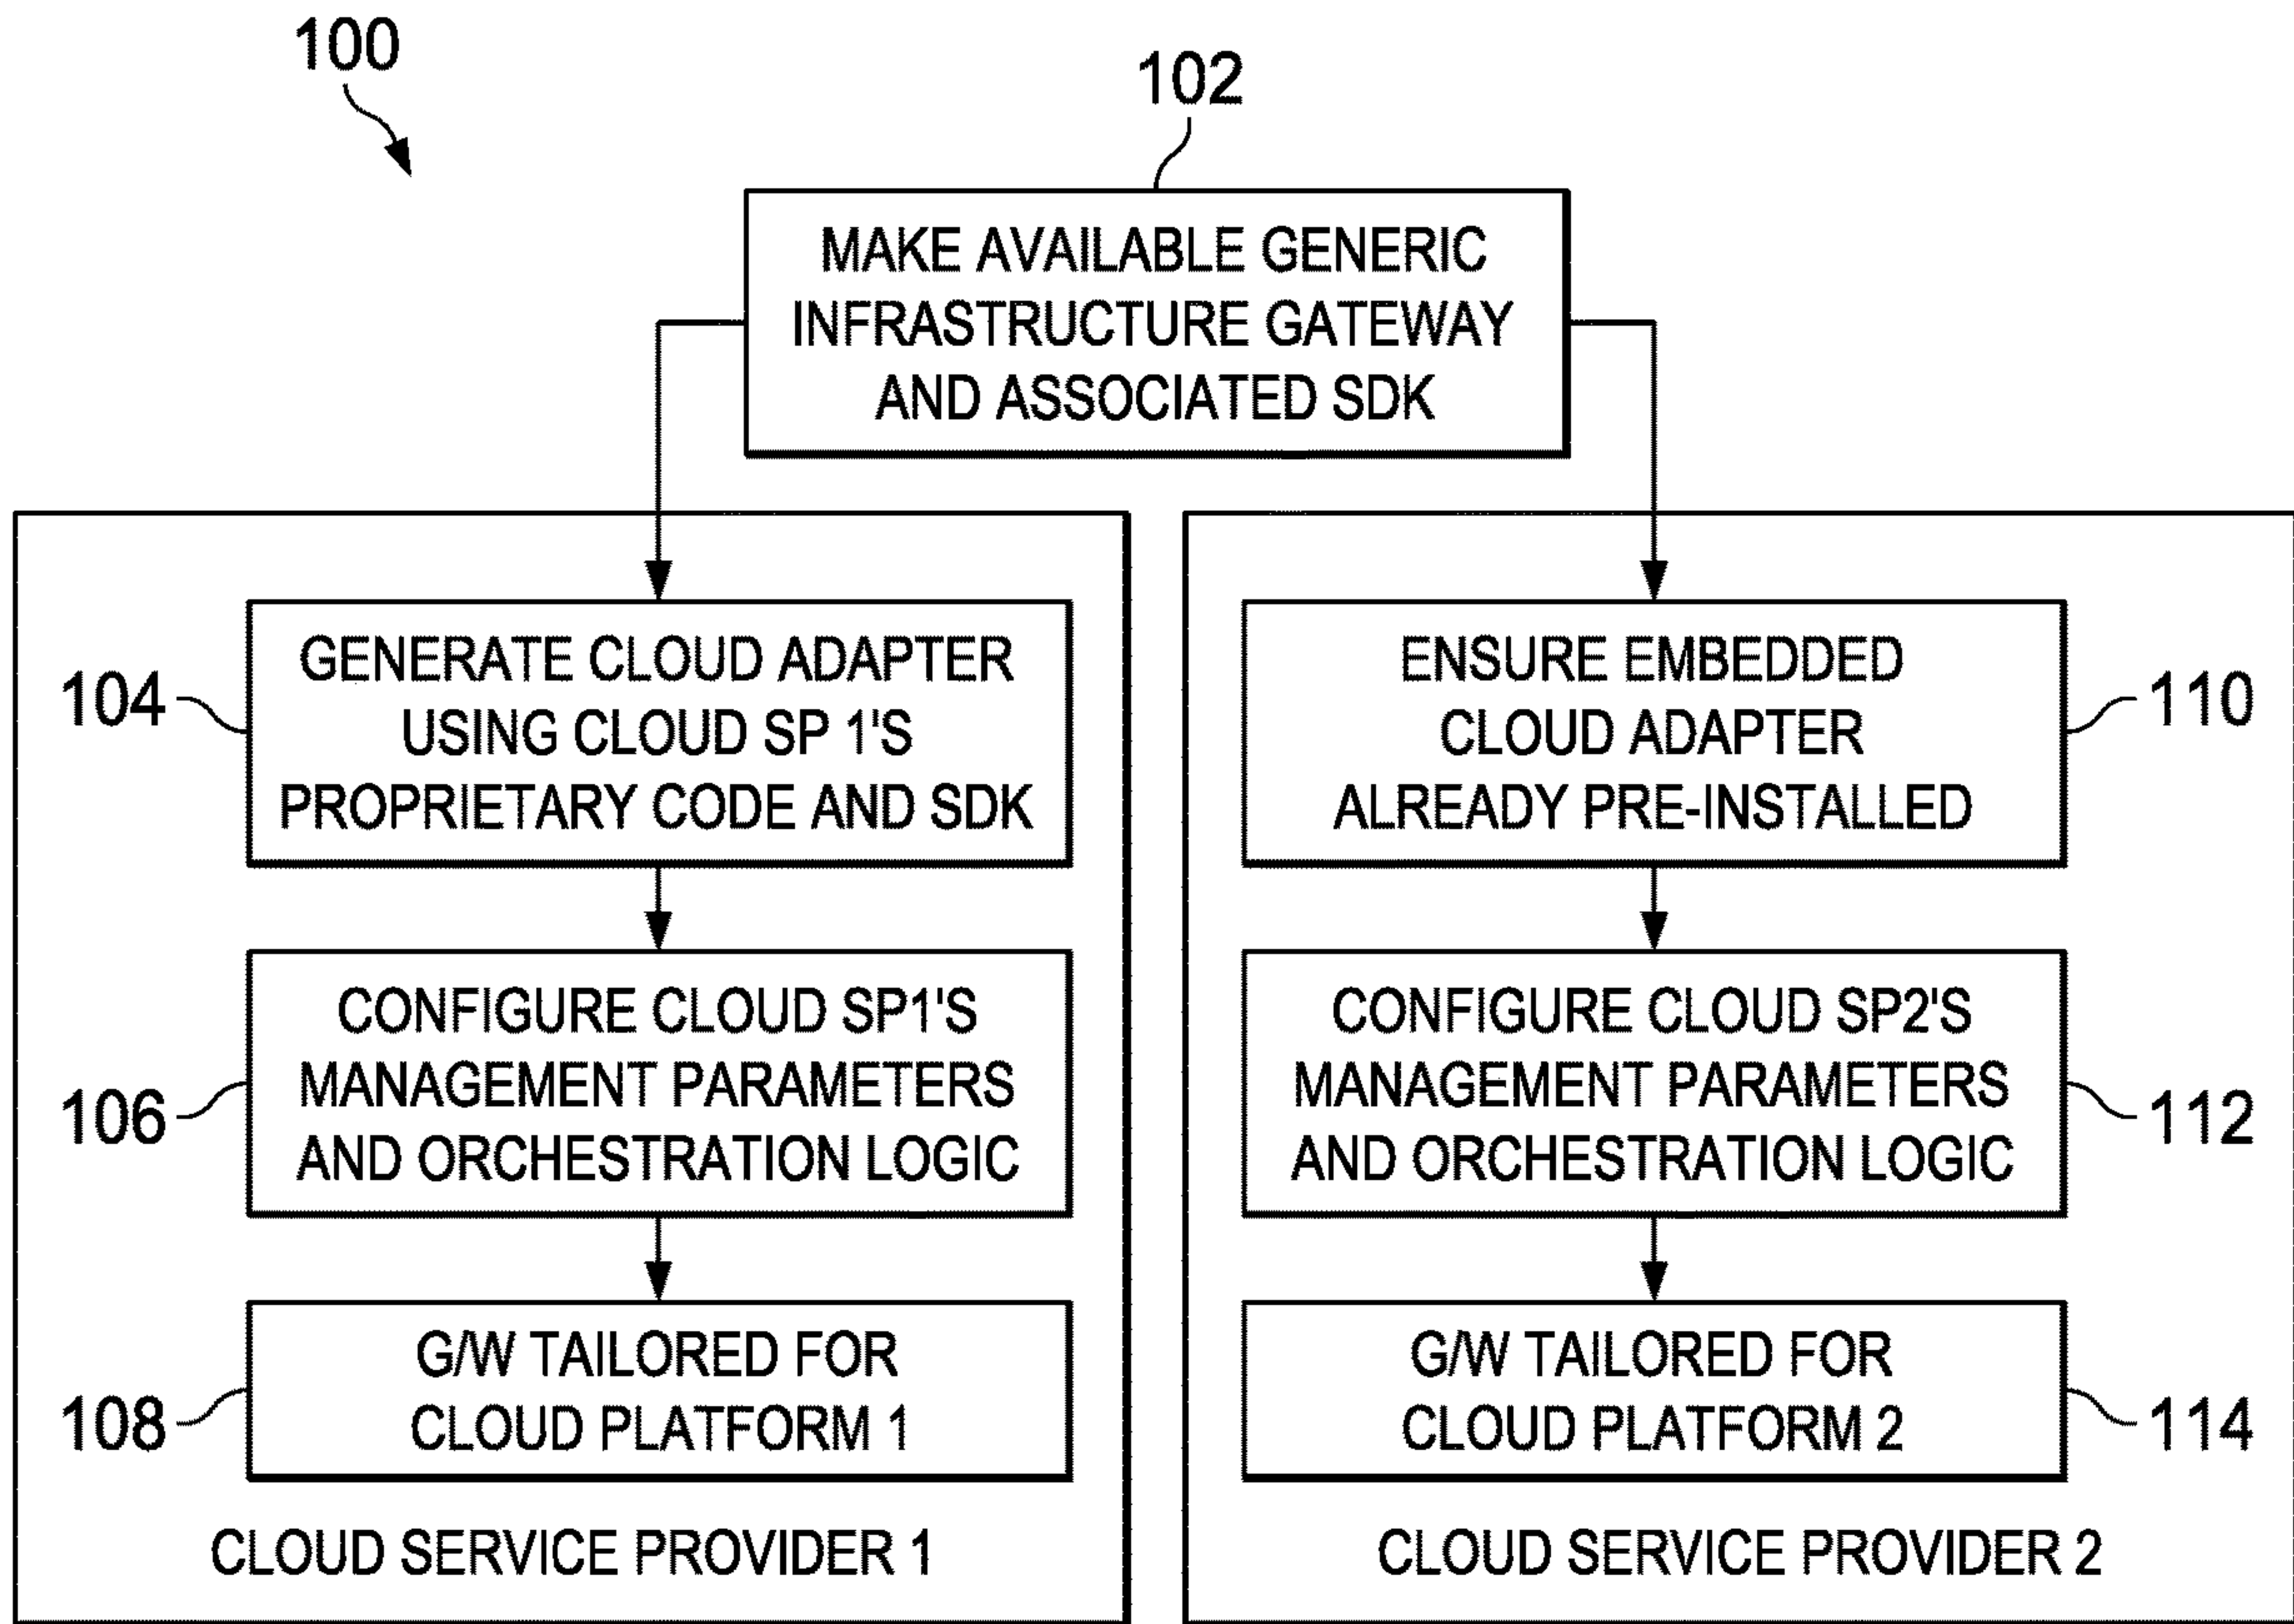 100
102
MAKE AVAILABLE GENERIC
INFRASTRUCTURE GATEWAY
AND ASSOCIATED SDK
104
GENERATE CLOUD ADAPTER
USING CLOUD SP 1'S
PROPRIETARY CODE AND SDK
106
CONFIGURE CLOUD SP1'S
MANAGEMENT PARAMETERS
AND ORCHESTRATION LOGIC
108
G/W TAILORED FOR
CLOUD PLATFORM 1
CLOUD SERVICE PROVIDER 1
ENSURE EMBEDDED
CLOUD ADAPTER
ALREADY PRE-INSTALLED
110
CONFIGURE CLOUD SP2'S
MANAGEMENT PARAMETERS
AND ORCHESTRATION LOGIC
112
G/W TAILORED FOR
CLOUD PLATFORM 2
114
CLOUD SERVICE PROVIDER 2